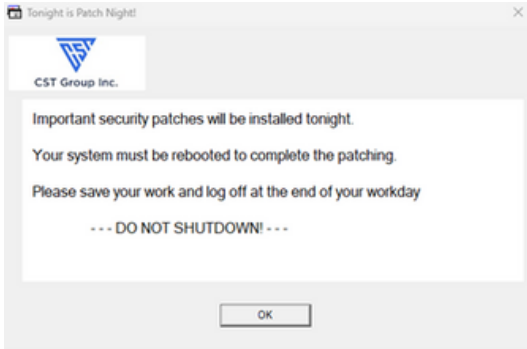 Tonight is Patch Night!
CST Group Inc.
Important security patches will be installed tonight.
Your system must be rebooted to complete the patching.
Please save your work and log off at the end of your workday
- - - DO NOT SHUTDOWN! - - -
OK